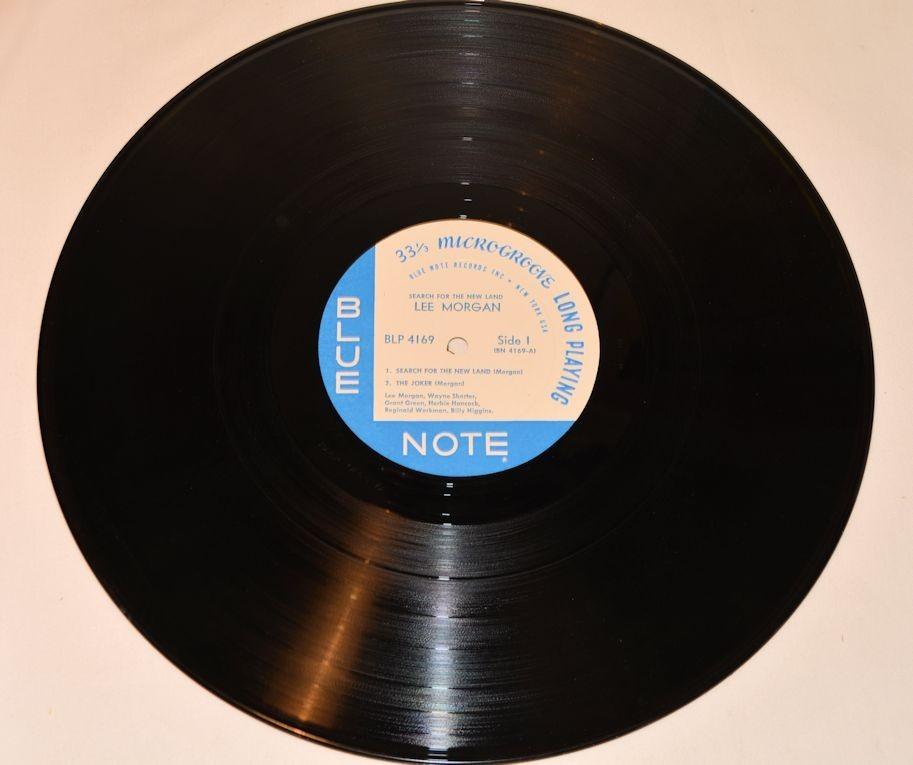 33⅓ MICROGROOVE LONG PLAYING
BLUE NOTE RECORDS INC • NEW YORK USA
SEARCH FOR THE NEW LAND
LEE MORGAN
BLP 4169
Side 1
(BN 4169-A)
1. SEARCH FOR THE NEW LAND (Morgan)
2. THE JOKER (Morgan)
Lee Morgan, Wayne Shorter,
Grant Green, Herbie Hancock,
Reginald Workman, Billy Higgins.
BLUE
NOTE